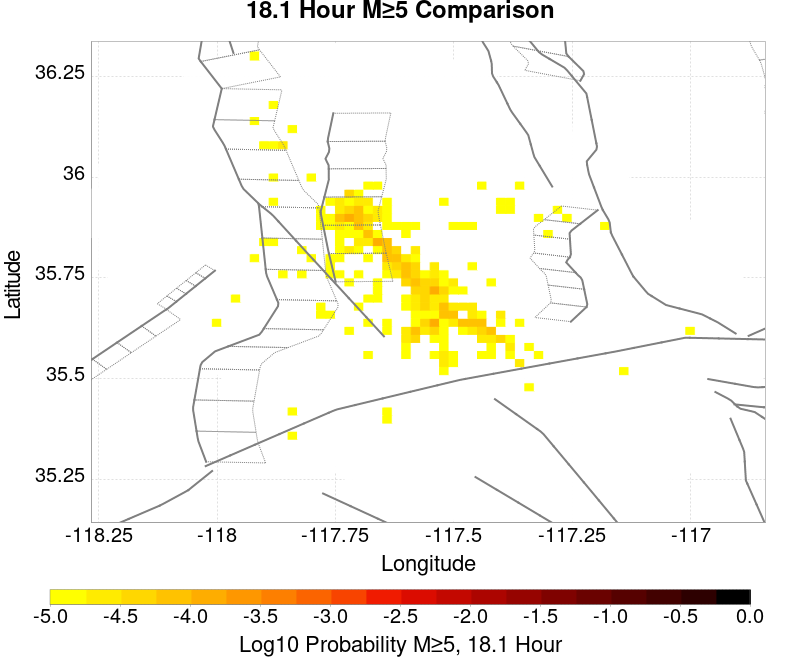 18.1 Hour M≥5 Comparison
36.25
36
35.75
35.5
35.25
Latitude
-118.25 -118 -117.75 -117.5 -117.25 -117
Longitude
-5.0 -4.5 -4.0 -3.5 -3.0 -2.5 -2.0 -1.5 -1.0 -0.5 0.0
Log10 Probability M≥5, 18.1 Hour